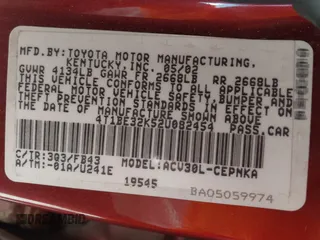 MFD.BY:TOYOTA MOTOR MANUFACTURING,
KENTUCKY,INC. 05/02
GVWR 4134LB GAWR FR 2668LB RR 2668LB
THIS VEHICLE CONFORMS TO ALL APPLICABLE
FEDERAL MOTOR VEHICLE SAFETY, BUMPER, AND
THEFT PREVENTION STANDARDS IN EFFECT ON
THE DATE OF MANUFACTURE SHOWN ABOVE.
4T1BE32K52U082454 PASS.CAR
C/TR:3Q3/FB43 MODEL:ACV30L-CEPNKA
A/TM:-01A/U241E
19545
BA05059974